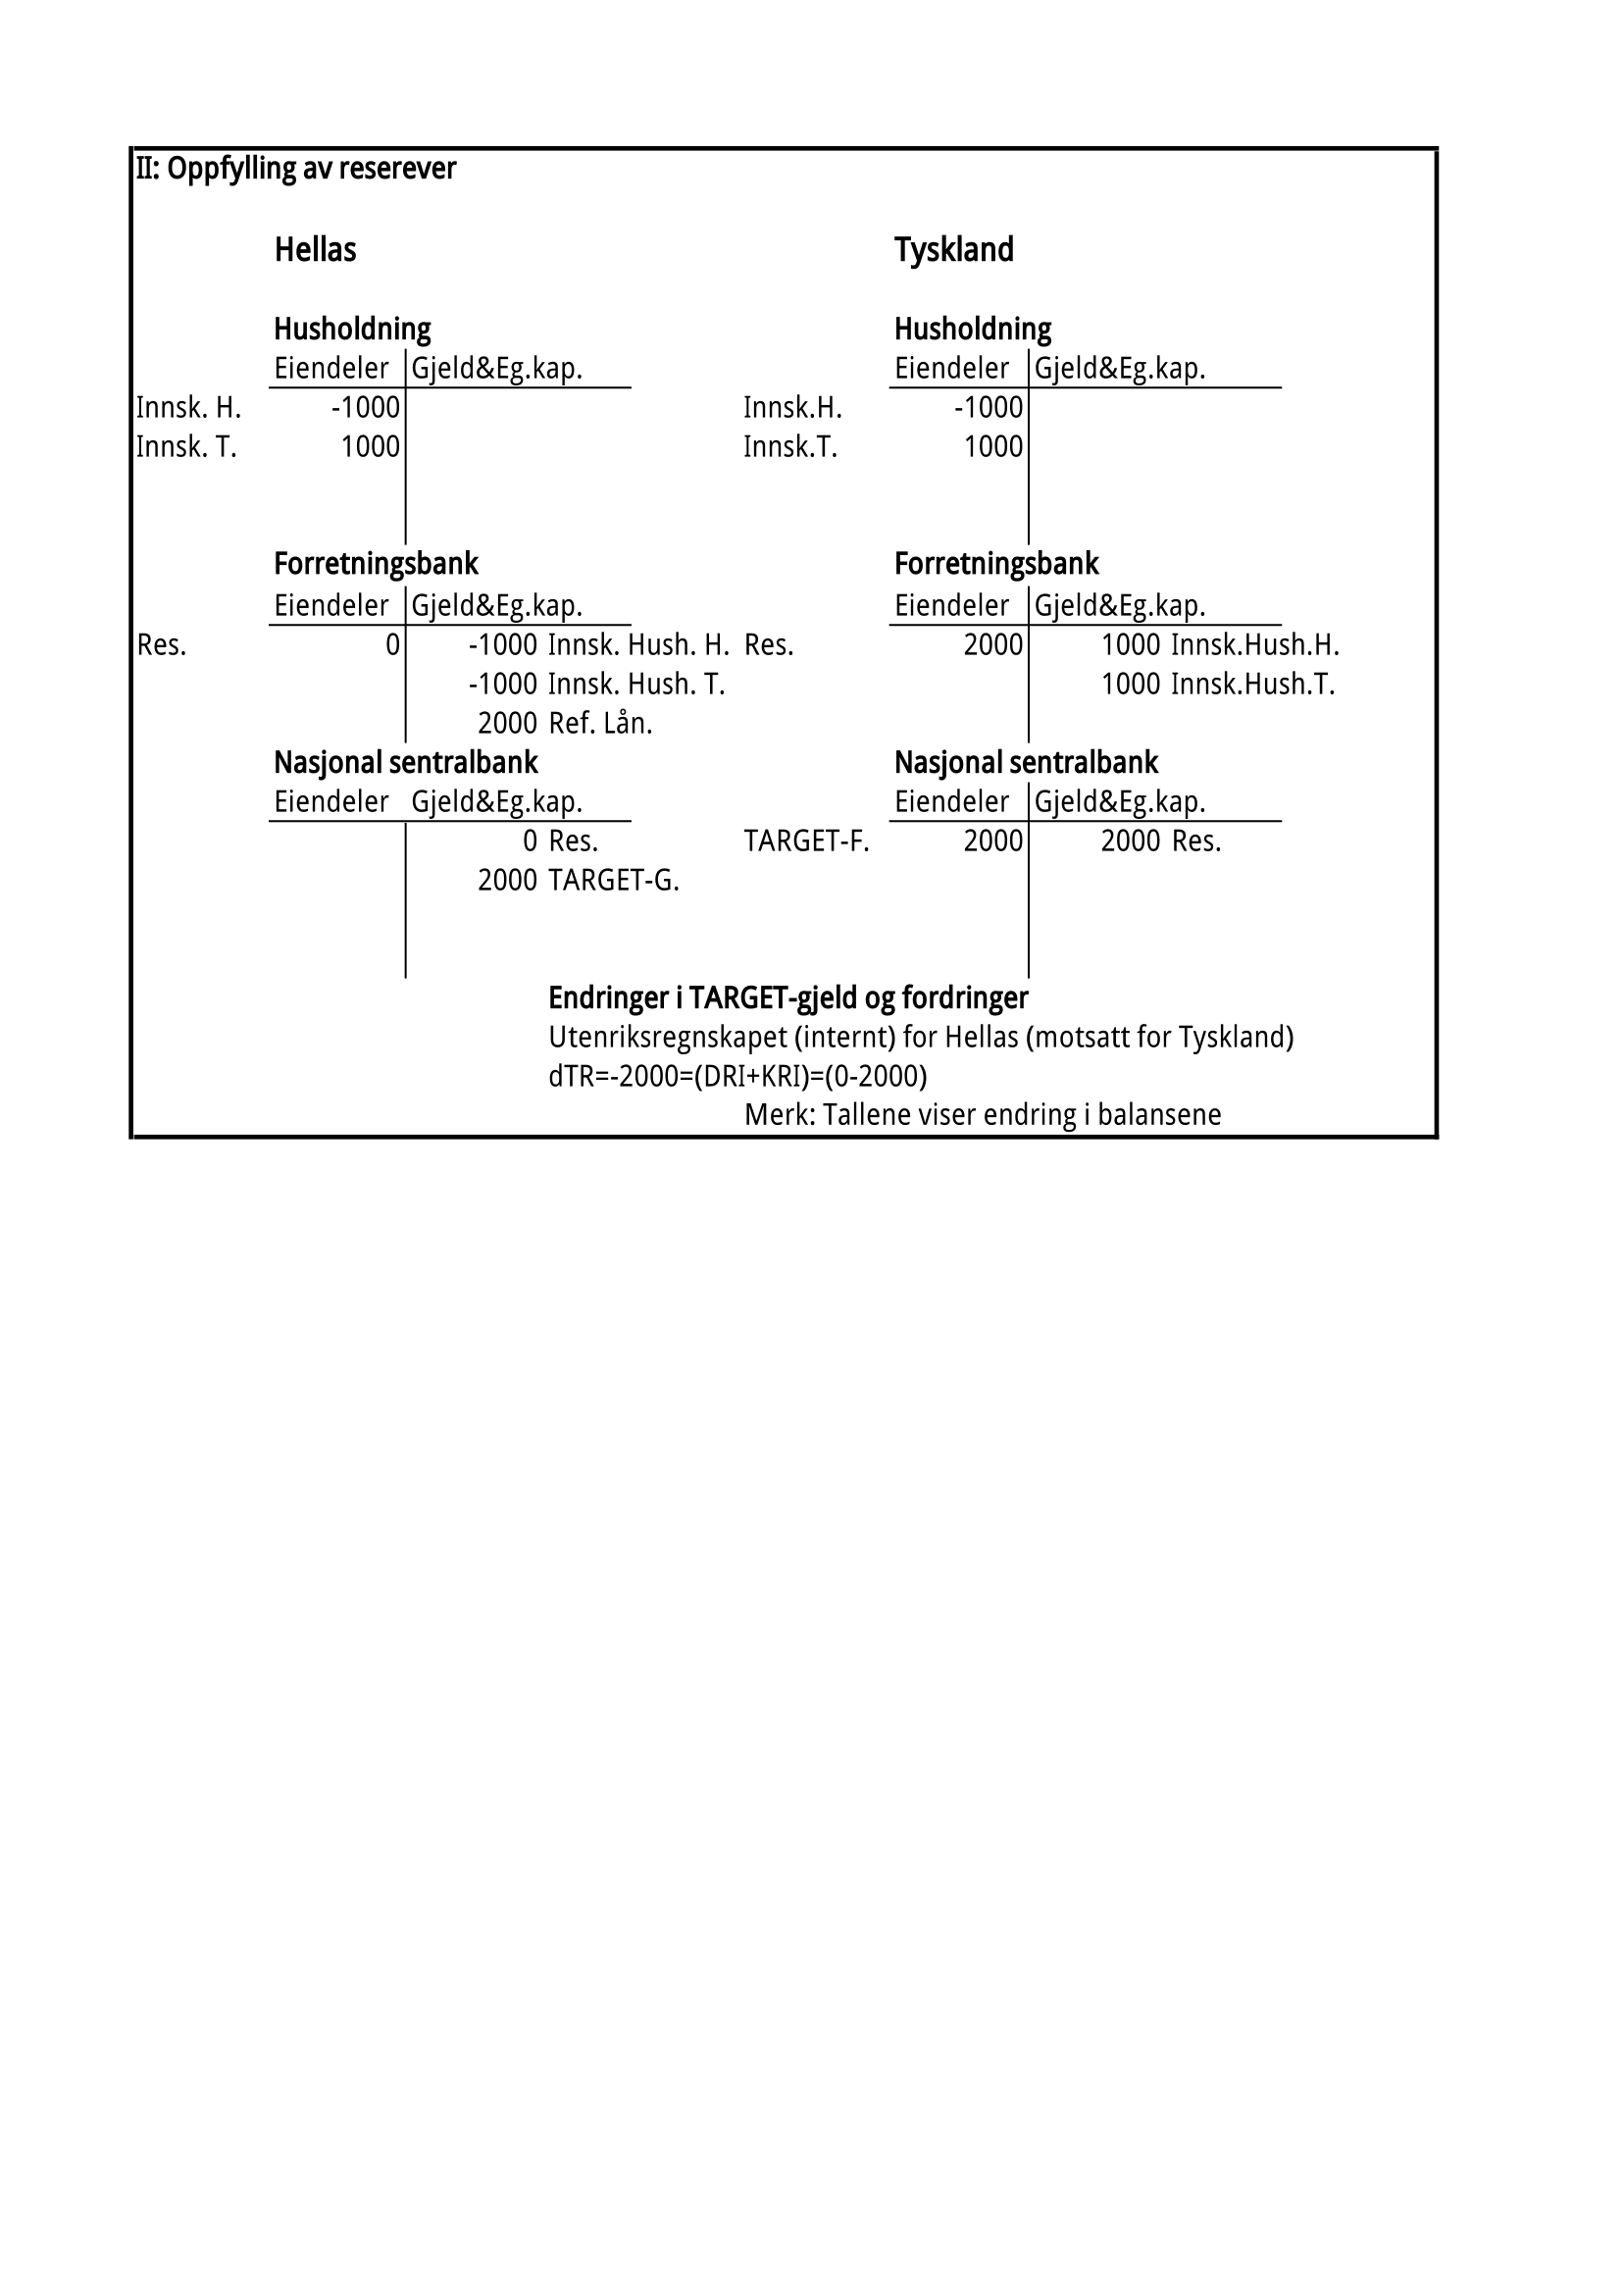 II: Oppfylling av reserever
Hellas Tyskland
Husholdning Husholdning
Eiendeler Gjeld&Eg.kap. Eiendeler Gjeld&Eg.kap.
Innsk. H. -1000 Innsk.H. -1000
Innsk. T. 1000 Innsk.T. 1000
Forretningsbank Forretningsbank
Eiendeler Gjeld&Eg.kap. Eiendeler Gjeld&Eg.kap.
Res. 0 -1000 Innsk. Hush. H. Res. 2000 1000 Innsk.Hush.H.
-1000 Innsk. Hush. T. 1000 Innsk.Hush.T.
2000 Ref. Lån.
Nasjonal sentralbank Nasjonal sentralbank
Eiendeler Gjeld&Eg.kap. Eiendeler Gjeld&Eg.kap.
0 Res. TARGET-F. 2000 2000 Res.
2000 TARGET-G.
Endringer i TARGET-gjeld og fordringer
Utenriksregnskapet (internt) for Hellas (motsatt for Tyskland)
dTR=-2000=(DRI+KRI)=(0-2000)
Merk: Tallene viser endring i balansene